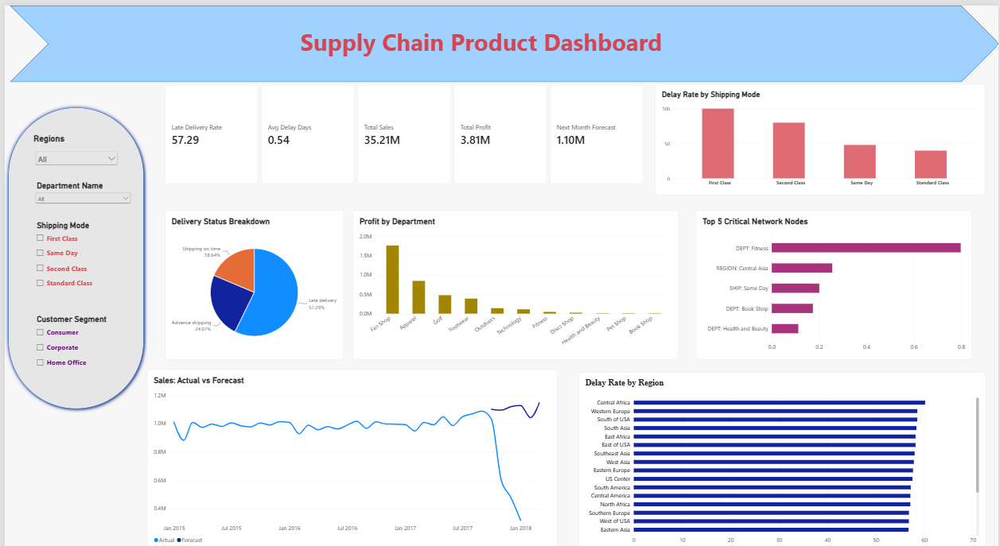 Supply Chain Product Dashboard
Regions
All
Department Name
All
Shipping Mode
First Class
Same Day
Second Class
Standard Class
Customer Segment
Consumer
Corporate
Home Office
Late Delivery Rate
57.29
Avg Delay Days
0.54
Total Sales
35.21M
Total Profit
3.81M
Next Month Forecast
1.10M
Delay Rate by Shipping Mode
100
50
0
First Class
Second Class
Same Day
Standard Class
Delivery Status Breakdown
Shipping on time
18.64%
Late delivery
57.29%
Advance shipping
24.07%
Profit by Department
2.0M
1.5M
1.0M
0.5M
0.0M
Fan Shop
Apparel
Golf
Footwear
Outdoors
Technology
Fitness
Discs Shop
Health and Beauty
Pet Shop
Book Shop
Top 5 Critical Network Nodes
DEPT: Fitness
REGION: Central Asia
SHIP: Same Day
DEPT: Book Shop
DEPT: Health and Beauty
0.0 0.2 0.4 0.6 0.8
Sales: Actual vs Forecast
1.2M
1.0M
0.8M
0.6M
0.4M
Jan 2015 Jul 2015 Jan 2016 Jul 2016 Jan 2017 Jul 2017 Jan 2018
Actual Forecast
Delay Rate by Region
Central Africa
Western Europe
South of USA
South Asia
East Africa
East of USA
Southeast Asia
West Asia
Eastern Europe
US Center
South America
Central America
North Africa
Southern Europe
West of USA
Eastern Asia
0 10 20 30 40 50 60 70